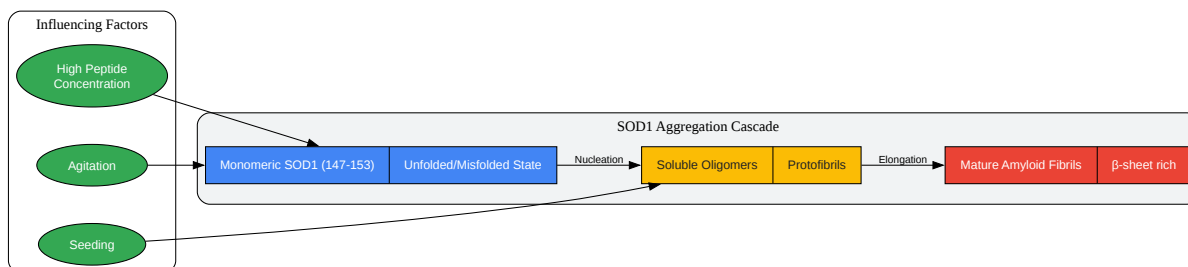 Influencing Factors
High Peptide
Concentration
Agitation
Seeding
SOD1 Aggregation Cascade
Monomeric SOD1 (147-153)
Unfolded/Misfolded State
Nucleation
Soluble Oligomers
Protofibrils
Elongation
Mature Amyloid Fibrils
β-sheet rich